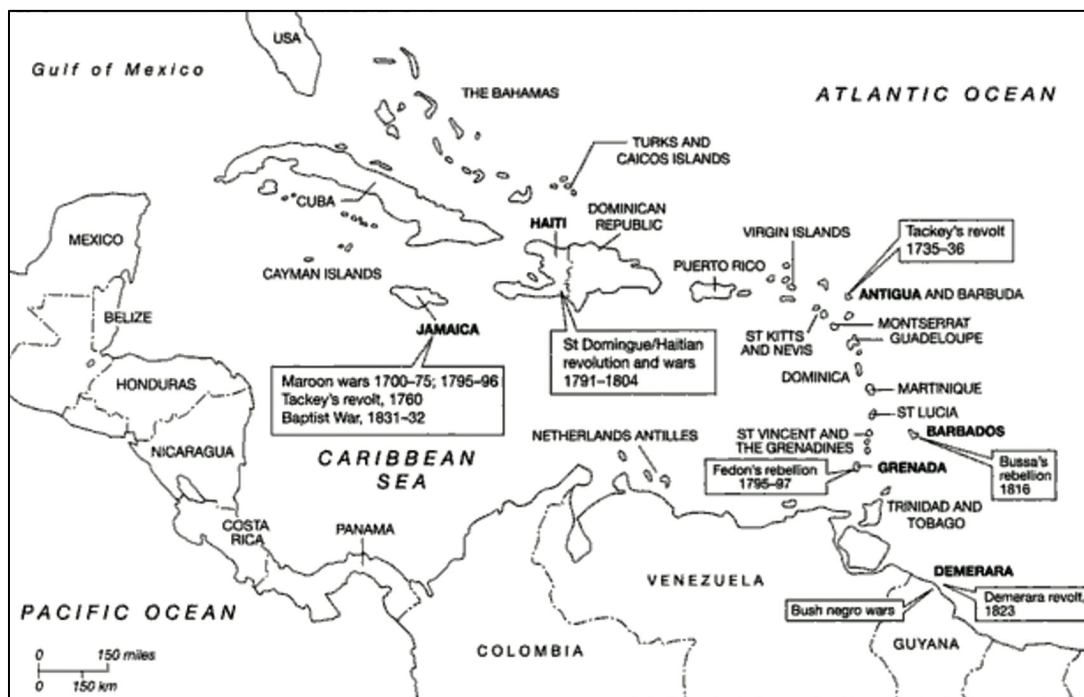 USA
Gulf of Mexico
THE BAHAMAS
ATLANTIC OCEAN
TURKS AND
CAICOS ISLANDS
CUBA
HAITI
DOMINICAN
REPUBLIC
MEXICO
VIRGIN ISLANDS
Tackey's revolt
1735–36
CAYMAN ISLANDS
PUERTO RICO
ANTIGUA AND BARBUDA
BELIZE
JAMAICA
ST KITTS
AND NEVIS
MONTSERRAT
GUADELOUPE
St Domingue/Haitian
revolution and wars
1791–1804
HONDURAS
Maroon wars 1700–75; 1795–96
Tackey's revolt, 1760
Baptist War, 1831–32
DOMINICA
MARTINIQUE
ST LUCIA
NICARAGUA
CARIBBEAN
SEA
NETHERLANDS ANTILLES
ST VINCENT AND
THE GRENADINES
BARBADOS
Fedon's rebellion
1795–97
GRENADA
Bussa's
rebellion
1816
TRINIDAD AND
TOBAGO
COSTA
RICA
PANAMA
VENEZUELA
DEMERARA
PACIFIC OCEAN
Bush negro wars
Demerara revolt,
1823
COLOMBIA
GUYANA
0 150 miles
0 150 km